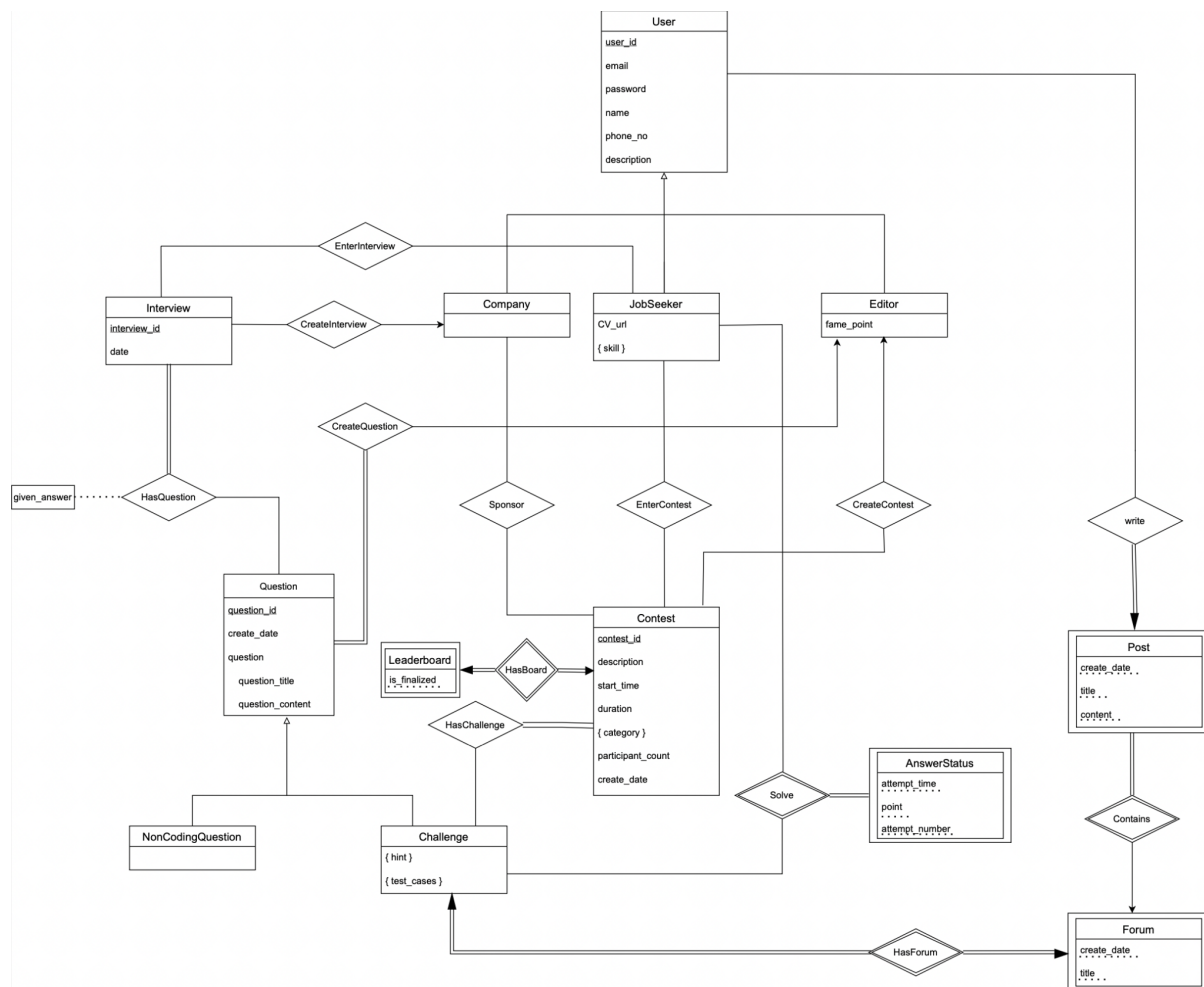 User
user_id
email
password
name
phone_no
description
EnterInterview
Interview
interview_id
date
CreateInterview
Company
JobSeeker
CV_url
{ skill }
Editor
fame_point
CreateQuestion
given_answer
HasQuestion
Sponsor
EnterContest
CreateContest
write
Question
question_id
create_date
question
question_title
question_content
Leaderboard
is_finalized
HasBoard
Contest
contest_id
description
start_time
duration
{ category }
participant_count
create_date
Post
create_date
title
content
HasChallenge
Solve
AnswerStatus
attempt_time
point
attempt_number
Contains
NonCodingQuestion
Challenge
{ hint }
{ test_cases }
HasForum
Forum
create_date
title